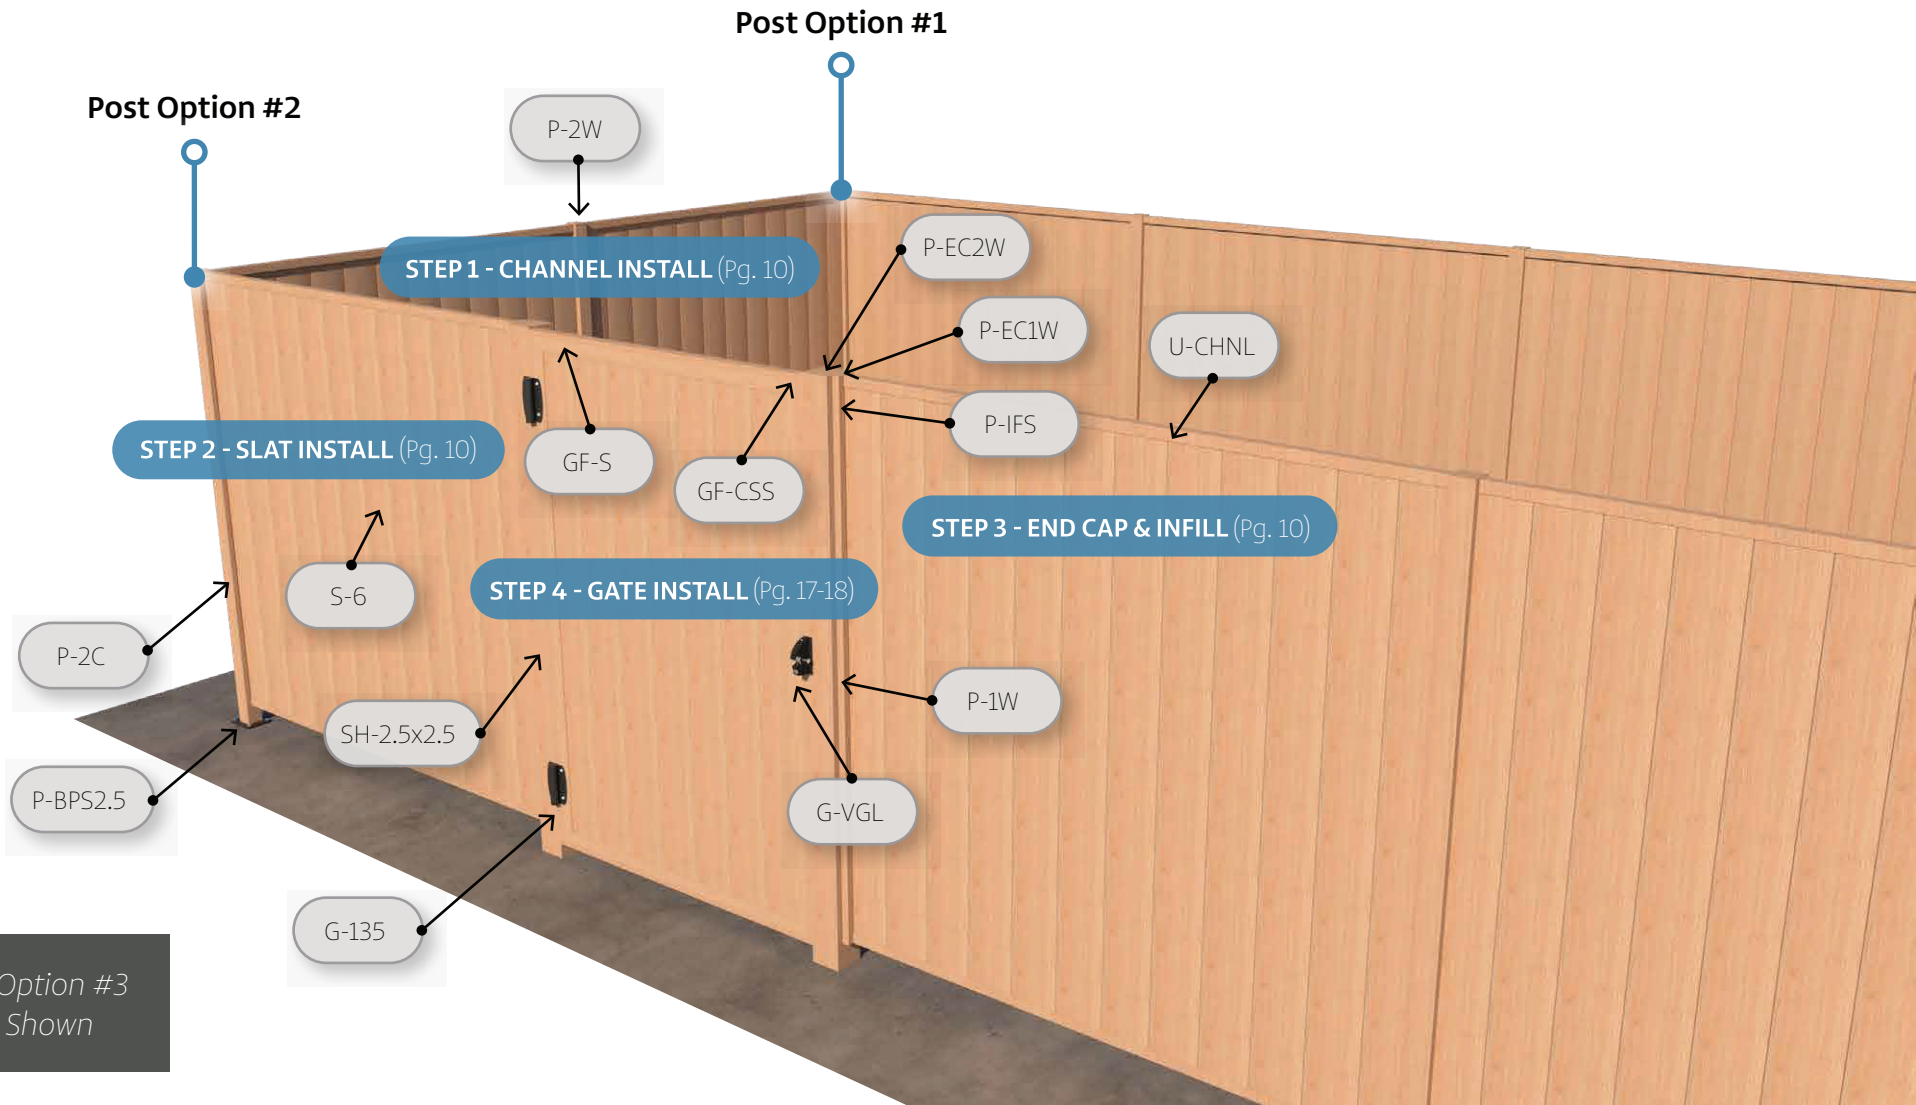 Post Option #1
Post Option #2
P-2W
P-EC2W
STEP 1 - CHANNEL INSTALL (Pg. 10)
P-EC1W
U-CHNL
P-IFS
STEP 2 - SLAT INSTALL (Pg. 10)
GF-S
GF-CSS
STEP 3 - END CAP & INFILL (Pg. 10)
S-6
STEP 4 - GATE INSTALL (Pg. 17-18)
P-2C
P-1W
SH-2.5x2.5
P-BPS2.5
G-VGL
G-135
Option #3
Shown